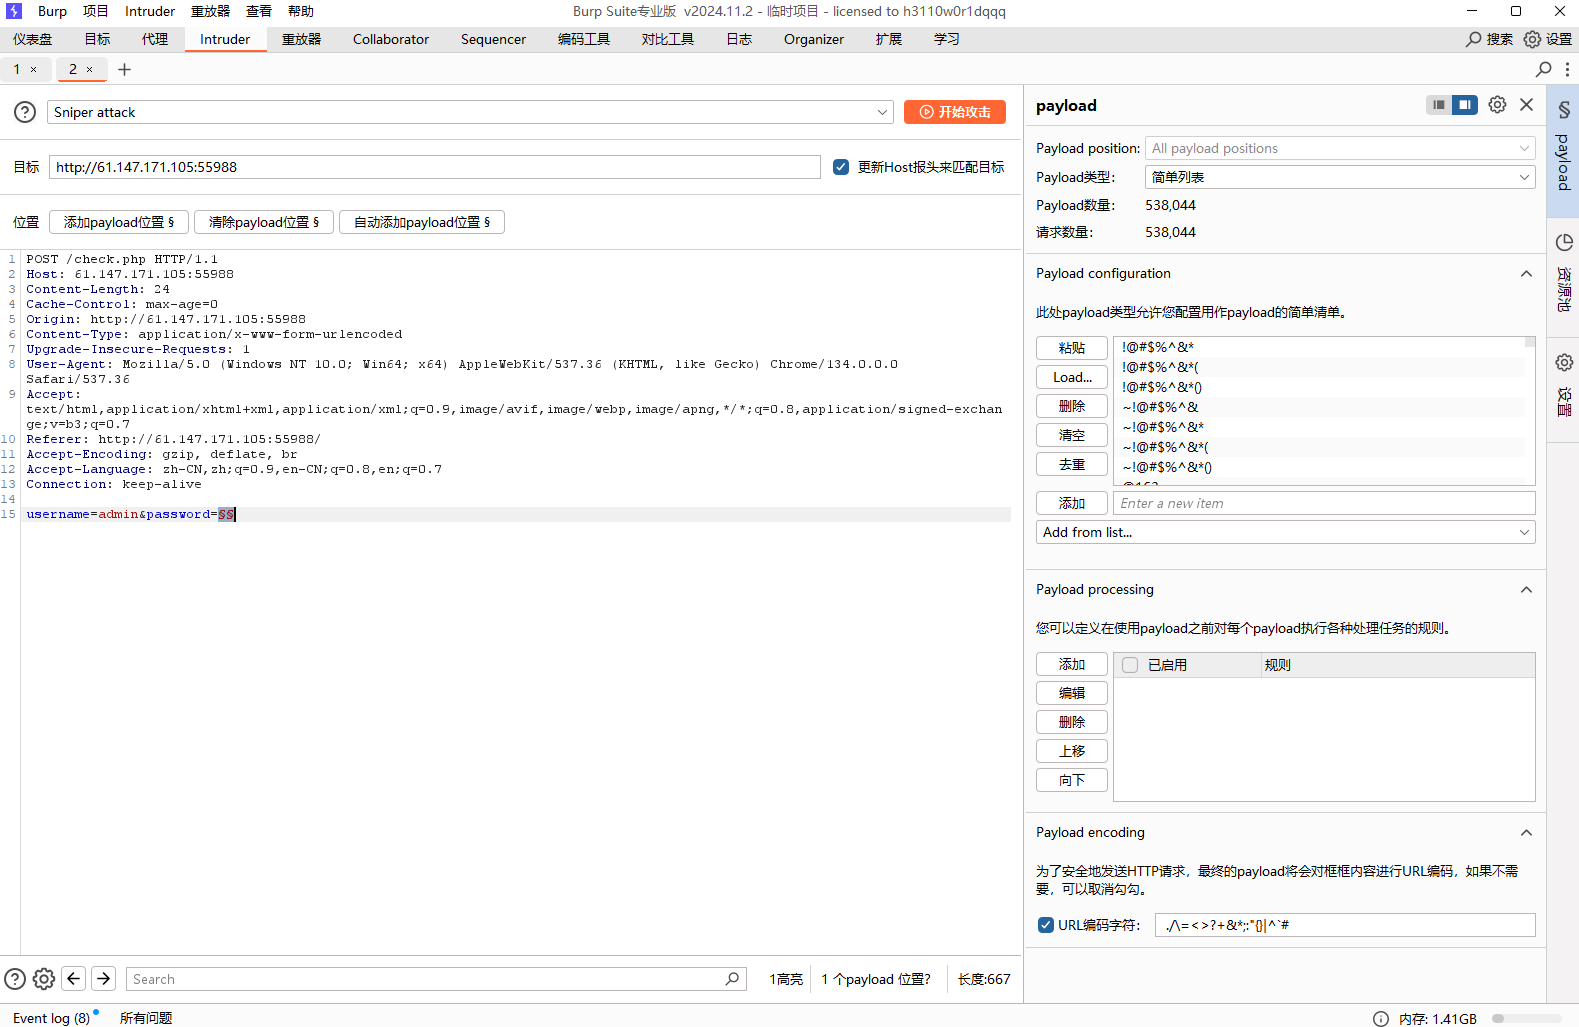 Burp 项目 Intruder 重放器 查看 帮助 Burp Suite专业版 v2024.11.2 - 临时项目 - licensed to h3110w0r1dqqq
仪表盘 目标 代理 Intruder 重放器 Collaborator Sequencer 编码工具 对比工具 日志 Organizer 扩展 学习 搜索 设置
1 × 2 × +
Sniper attack 开始攻击
目标 http://61.147.171.105:55988 更新Host报头来匹配目标
位置 添加payload位置 § 清除payload位置 § 自动添加payload位置 §
1 POST /check.php HTTP/1.1
2 Host: 61.147.171.105:55988
3 Content-Length: 24
4 Cache-Control: max-age=0
5 Origin: http://61.147.171.105:55988
6 Content-Type: application/x-www-form-urlencoded
7 Upgrade-Insecure-Requests: 1
8 User-Agent: Mozilla/5.0 (Windows NT 10.0; Win64; x64) AppleWebKit/537.36 (KHTML, like Gecko) Chrome/134.0.0.0
Safari/537.36
9 Accept:
text/html,application/xhtml+xml,application/xml;q=0.9,image/avif,image/webp,image/apng,*/*;q=0.8,application/signed-exchan
ge;v=b3;q=0.7
10 Referer: http://61.147.171.105:55988/
11 Accept-Encoding: gzip, deflate, br
12 Accept-Language: zh-CN,zh;q=0.9,en-CN;q=0.8,en;q=0.7
13 Connection: keep-alive
14
15 username=admin&password=§§
Search 1高亮 1 个payload 位置? 长度:667
payload
Payload position: All payload positions
Payload类型: 简单列表
Payload数量: 538,044
请求数量: 538,044
Payload configuration
此处payload类型允许您配置用作payload的简单清单。
粘贴
Load...
删除
清空
去重
!@#$%^&*
!@#$%^&*(
!@#$%^&*()
~!@#$%^&
~!@#$%^&*
~!@#$%^&*(
~!@#$%^&*()
添加 Enter a new item
Add from list...
Payload processing
您可以定义在使用payload之前对每个payload执行各种处理任务的规则。
添加 已启用 规则
编辑
删除
上移
向下
Payload encoding
为了安全地发送HTTP请求，最终的payload将会对框框内容进行URL编码，如果不需
要，可以取消勾勾。
URL编码字符: ./\=<>?+&*;:"{}|^`#
§ payload
资源池
设置
Event log (8) 所有问题 内存: 1.41GB